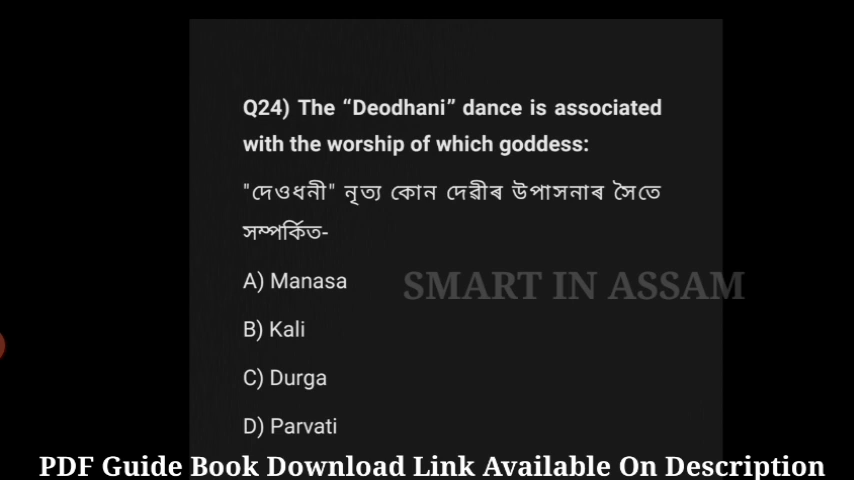 Q24) The “Deodhani” dance is associated
with the worship of which goddess:
"দেওধনী" নৃত্য কোন দেৱীৰ উপাসনাৰ সৈতে
সম্পৰ্কিত-
A) Manasa
SMART IN ASSAM
B) Kali
C) Durga
D) Parvati
PDF Guide Book Download Link Available On Description